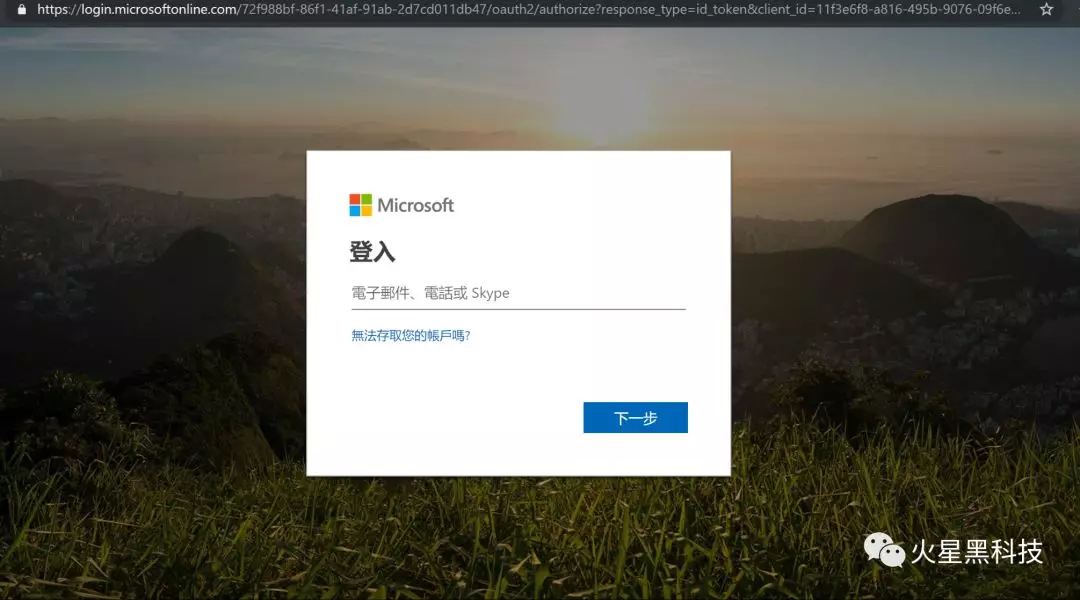 https://login.microsoftonline.com/72f988bf-86f1-41af-91ab-2d7cd011db47/oauth2/authorize?response_type=id_token&client_id=11f3e6f8-a816-495b-9076-09f6e...
Microsoft
登入
電子郵件、電話或 Skype
無法存取您的帳戶嗎?
下一步
火星黑科技